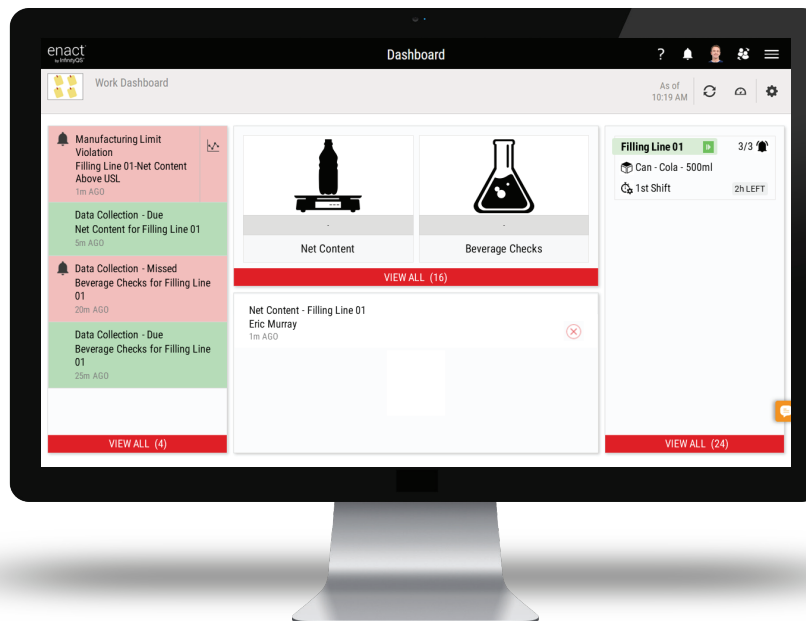 enact
by InfinityQS
Dashboard
?
Work Dashboard
As of
10:19 AM
Manufacturing Limit
Violation
Filling Line 01-Net Content
Above USL
1m AGO
Data Collection - Due
Net Content for Filling Line 01
5m AGO
Data Collection - Missed
Beverage Checks for Filling Line
01
20m AGO
Data Collection - Due
Beverage Checks for Filling Line
01
25m AGO
VIEW ALL (4)
-
Net Content
-
Beverage Checks
VIEW ALL (16)
Net Content - Filling Line 01
Eric Murray
1m AGO
Filling Line 01
3/3
Can - Cola - 500ml
1st Shift
2h LEFT
VIEW ALL (24)